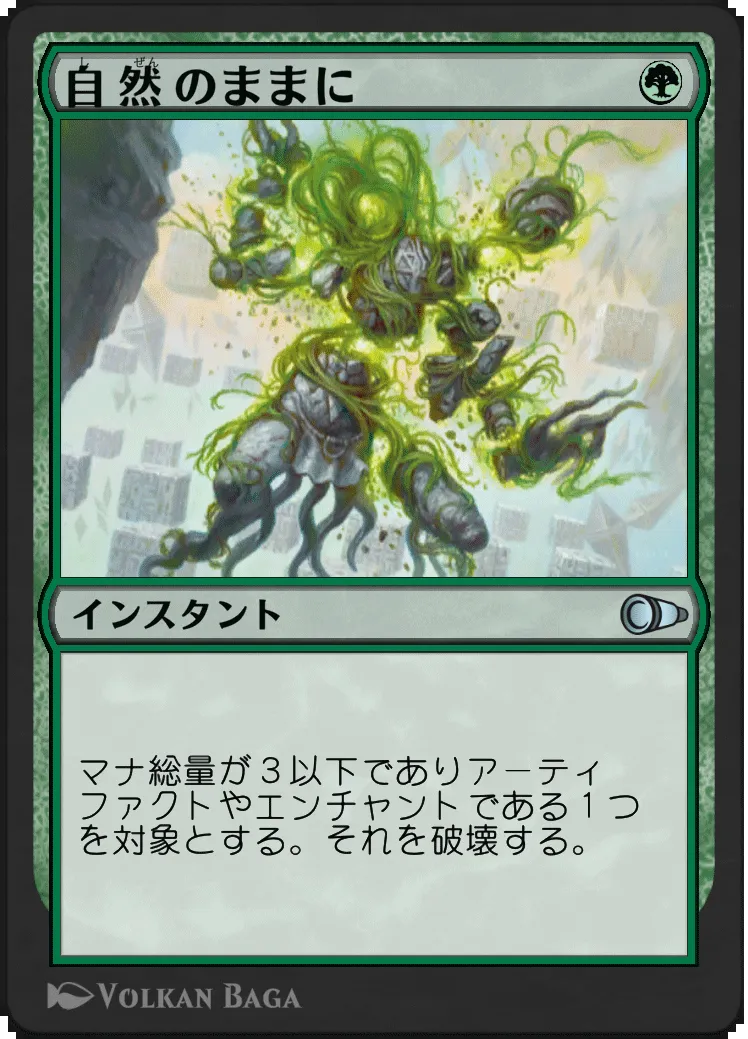 自然のままに
インスタント
マナ総量が３以下でありアーティ
ファクトやエンチャントである１つ
を対象とする。それを破壊する。
VOLKAN BAGA